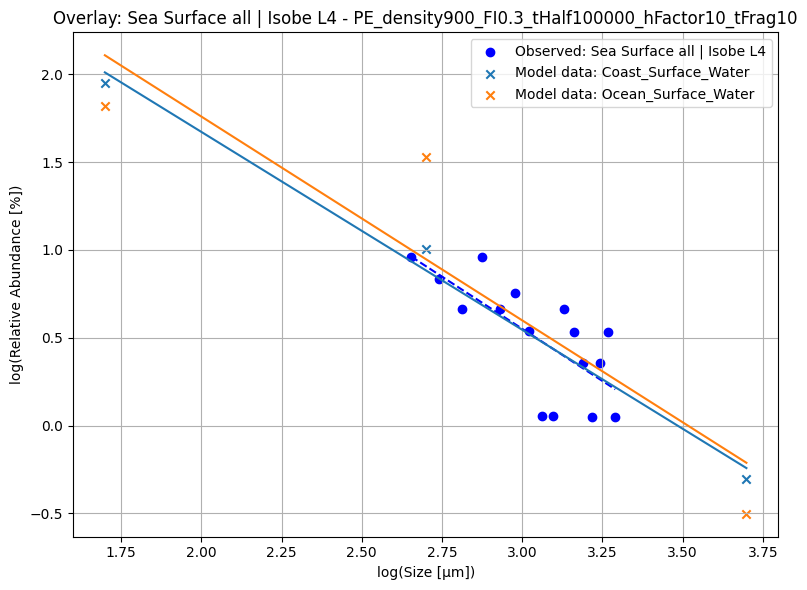 Overlay: Sea Surface all | Isobe L4 - PE_density900_FI0.3_tHalf100000_hFactor10_tFrag10
Observed: Sea Surface all | Isobe L4
Model data: Coast_Surface_Water
Model data: Ocean_Surface_Water
2.0
1.5
1.0
0.5
0.0
−0.5
log(Relative Abundance [%])
1.75 2.00 2.25 2.50 2.75 3.00 3.25 3.50 3.75
log(Size [μm])